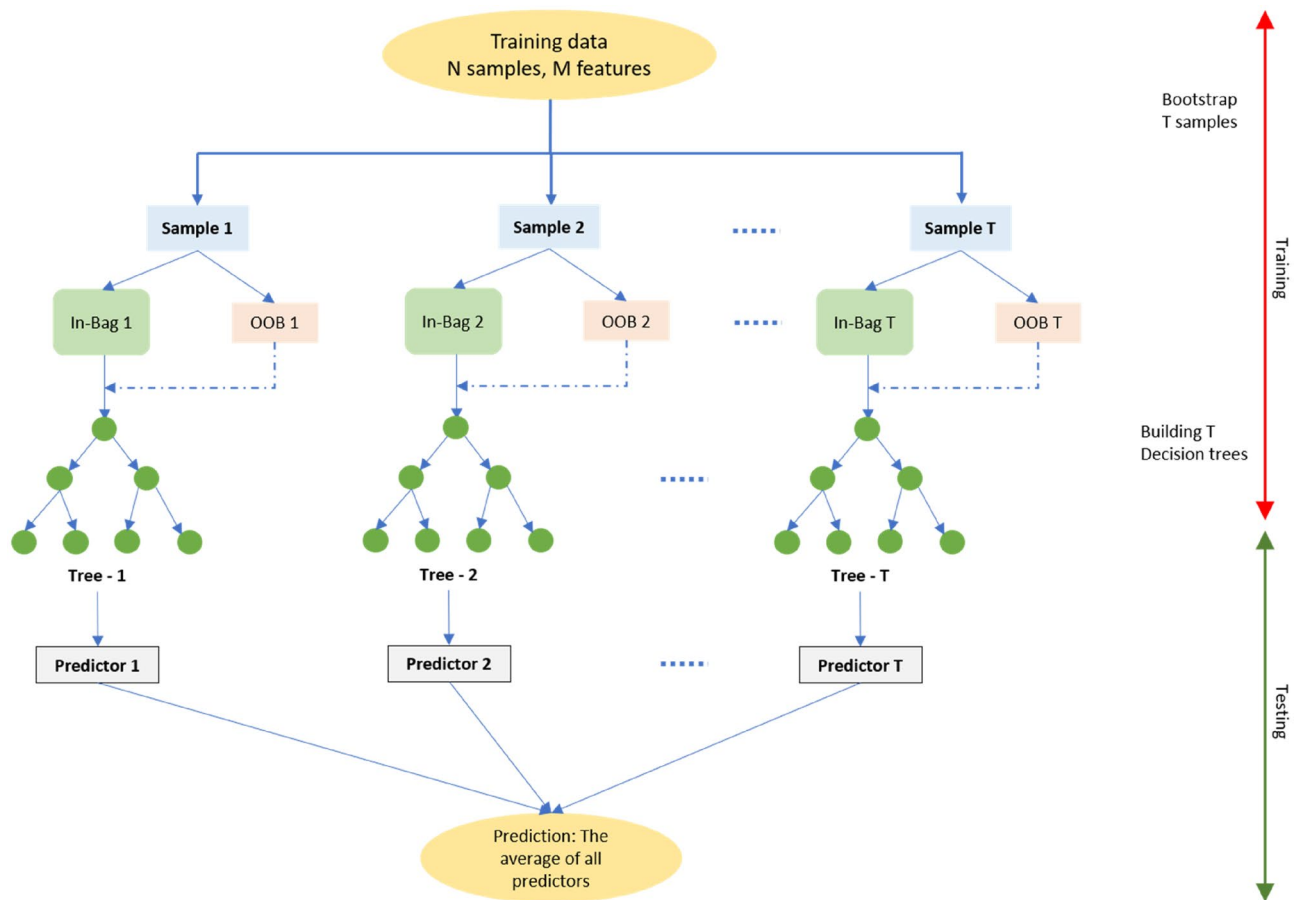 Training data
N samples, M features
Bootstrap
T samples
Sample 1
Sample 2
Sample T
Training
In-Bag 1
OOB 1
In-Bag 2
OOB 2
In-Bag T
OOB T
Building T
Decision trees
Tree - 1
Tree - 2
Tree - T
Predictor 1
Predictor 2
Predictor T
Testing
Prediction: The
average of all
predictors